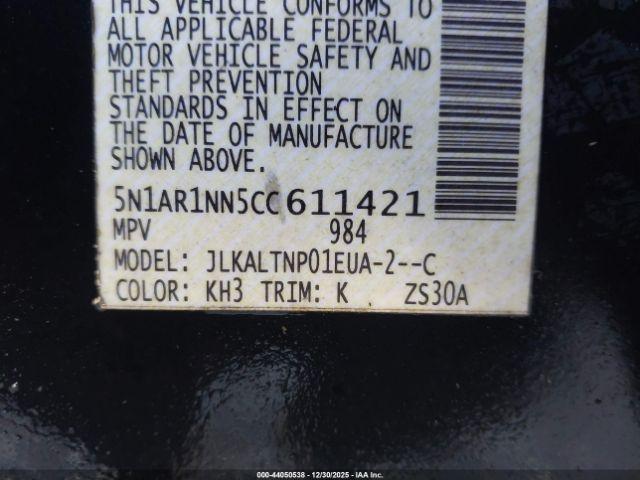 THIS VEHICLE CONFORMS TO
ALL APPLICABLE FEDERAL
MOTOR VEHICLE SAFETY AND
THEFT PREVENTION
STANDARDS IN EFFECT ON
THE DATE OF MANUFACTURE
SHOWN ABOVE.
5N1AR1NN5CC611421
MPV 984
MODEL: JLKALTNP01EUA-2--C
COLOR: KH3 TRIM: K ZS30A
000-44050538 - 12/30/2025 - IAA Inc.